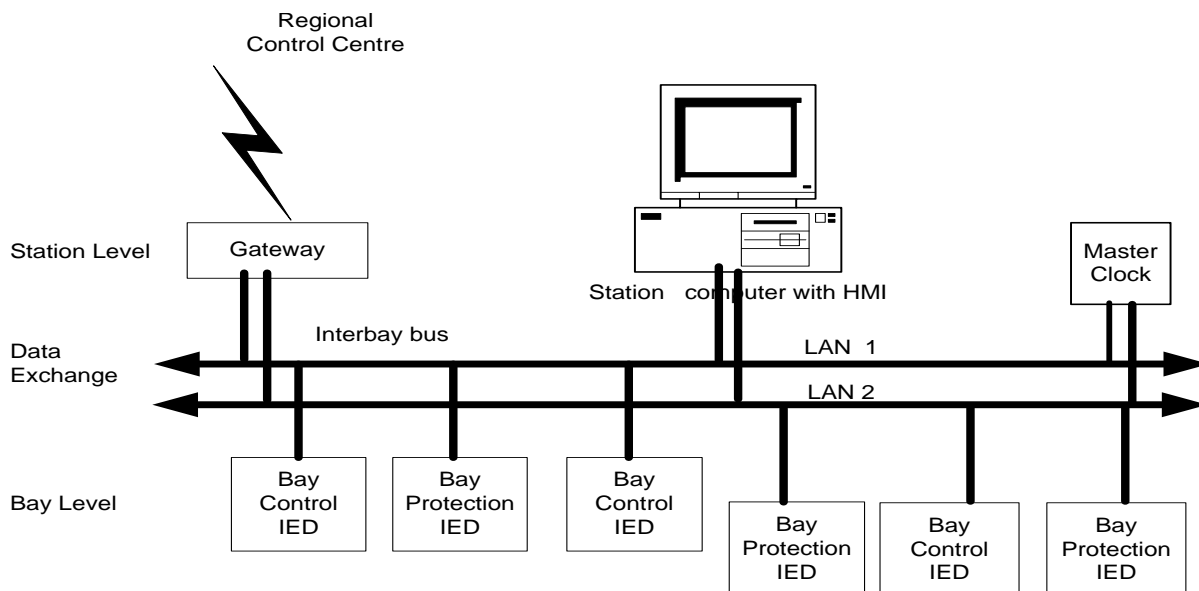 Regional
Control Centre
Station Level
Gateway
Master
Clock
Station computer with HMI
Interbay bus
Data
Exchange
LAN 1
LAN 2
Bay Level
Bay
Control
IED
Bay
Protection
IED
Bay
Control
IED
Bay
Protection
IED
Bay
Control
IED
Bay
Protection
IED